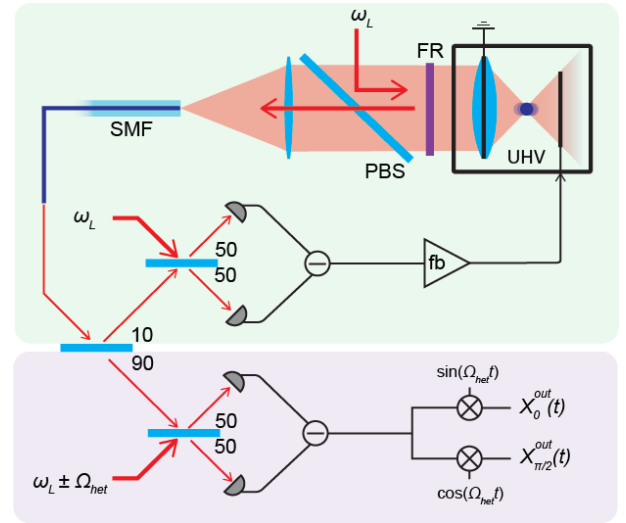 ω_L
FR
SMF
PBS
UHV
ω_L
50
50
fb
10
90
sin(Ω_het t)
50
50
X_0^out(t)
X_π/2^out(t)
ω_L ± Ω_het
cos(Ω_het t)